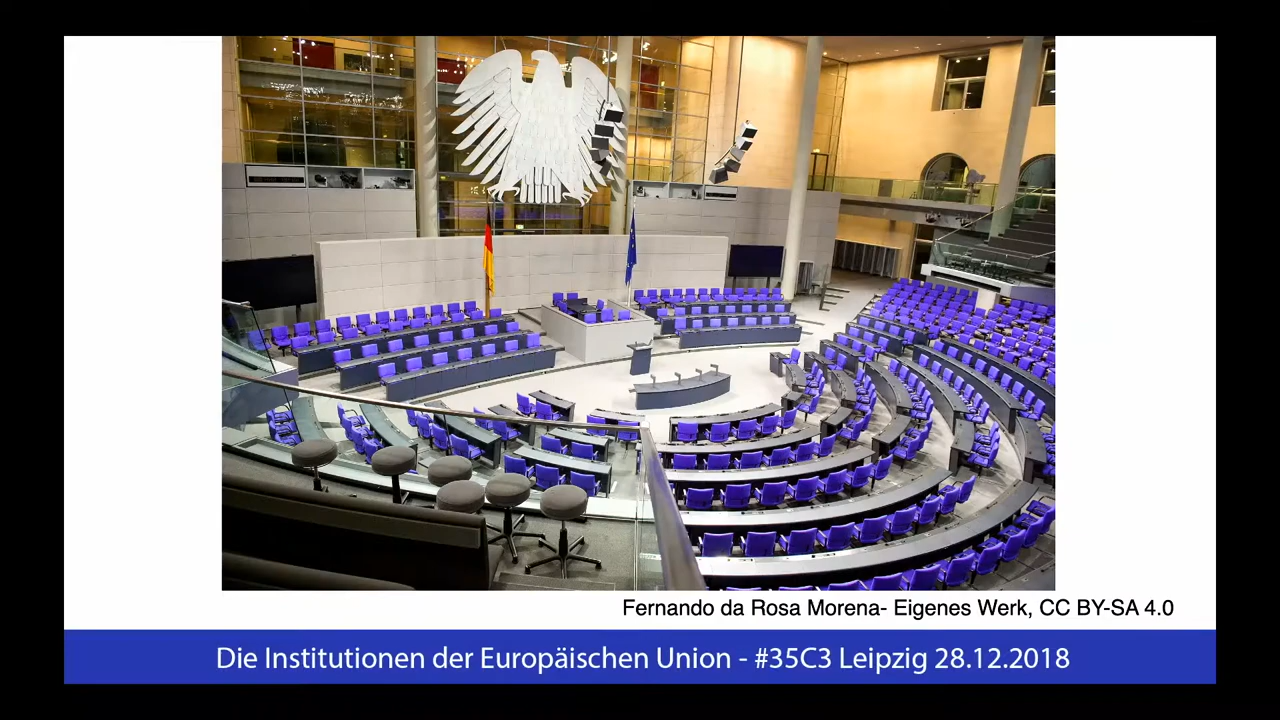 Fernando da Rosa Morena- Eigenes Werk, CC BY-SA 4.0
Die Institutionen der Europäischen Union - #35C3 Leipzig 28.12.2018